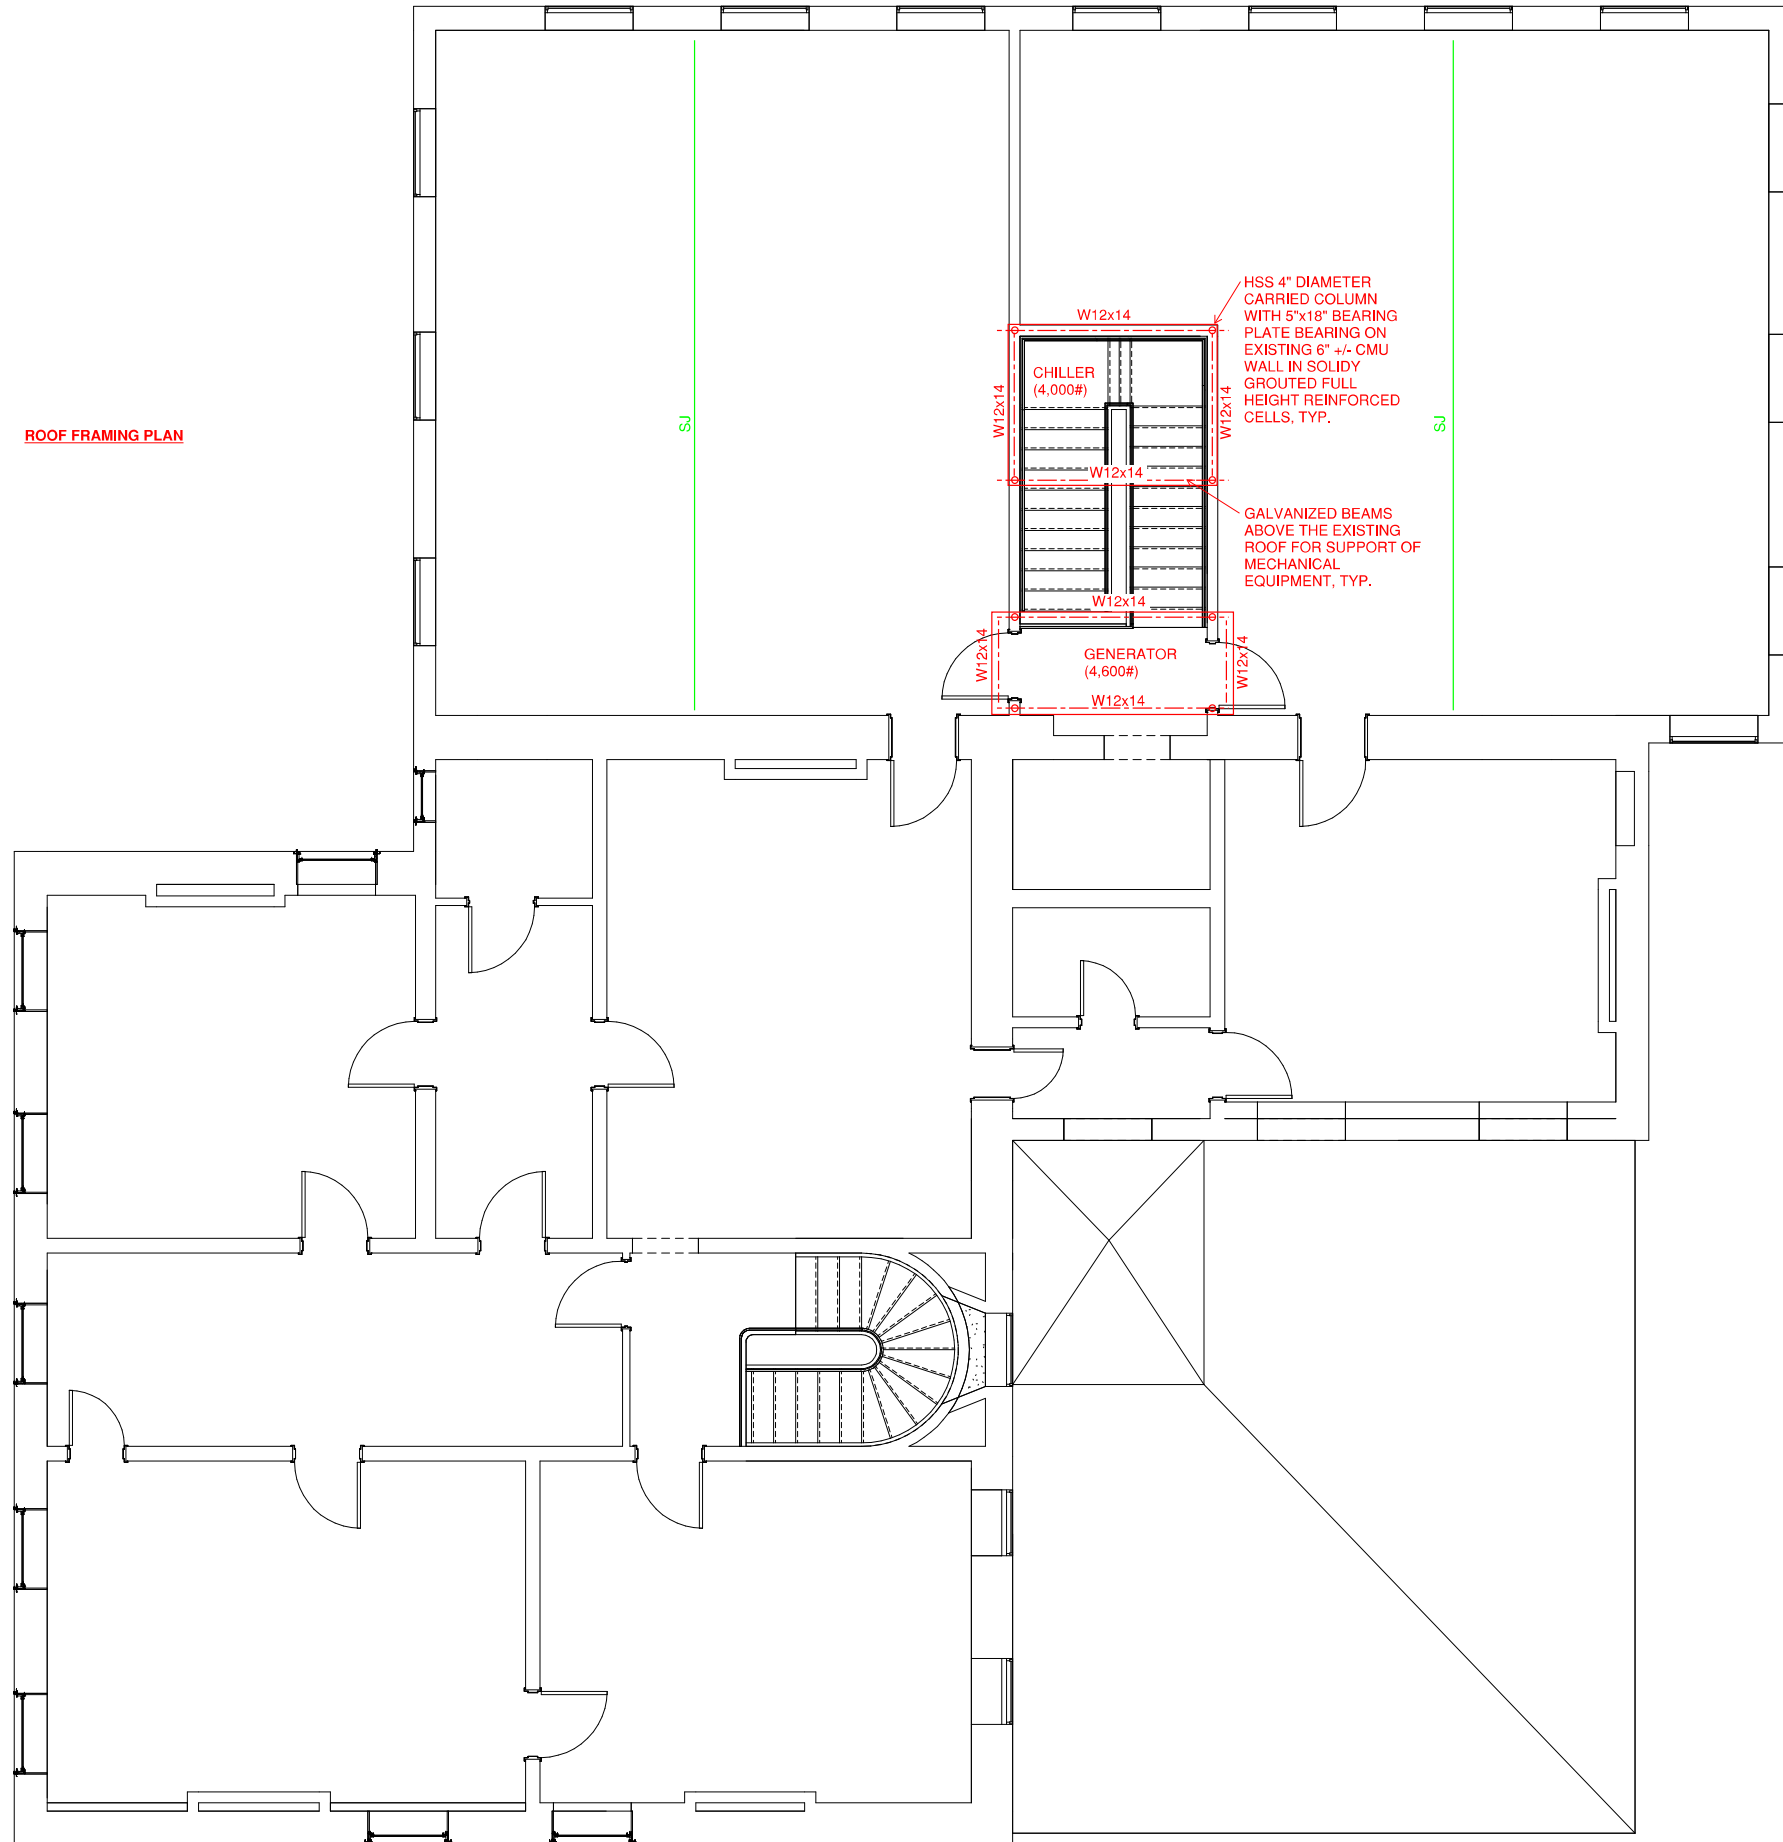 HSS 4" DIAMETER
CARRIED COLUMN
WITH 5"x18" BEARING
PLATE BEARING ON
EXISTING 6" +/- CMU
WALL IN SOLIDY
GROUTED FULL
HEIGHT REINFORCED
CELLS, TYP.
W12x14
CHILLER
(4,000#)
W12x14
W12x14
SJ
SJ
ROOF FRAMING PLAN
W12x14
GALVANIZED BEAMS
ABOVE THE EXISTING
ROOF FOR SUPPORT OF
MECHANICAL
EQUIPMENT, TYP.
W12x14
W12x14
GENERATOR
(4,600#)
W12x14
W12x14